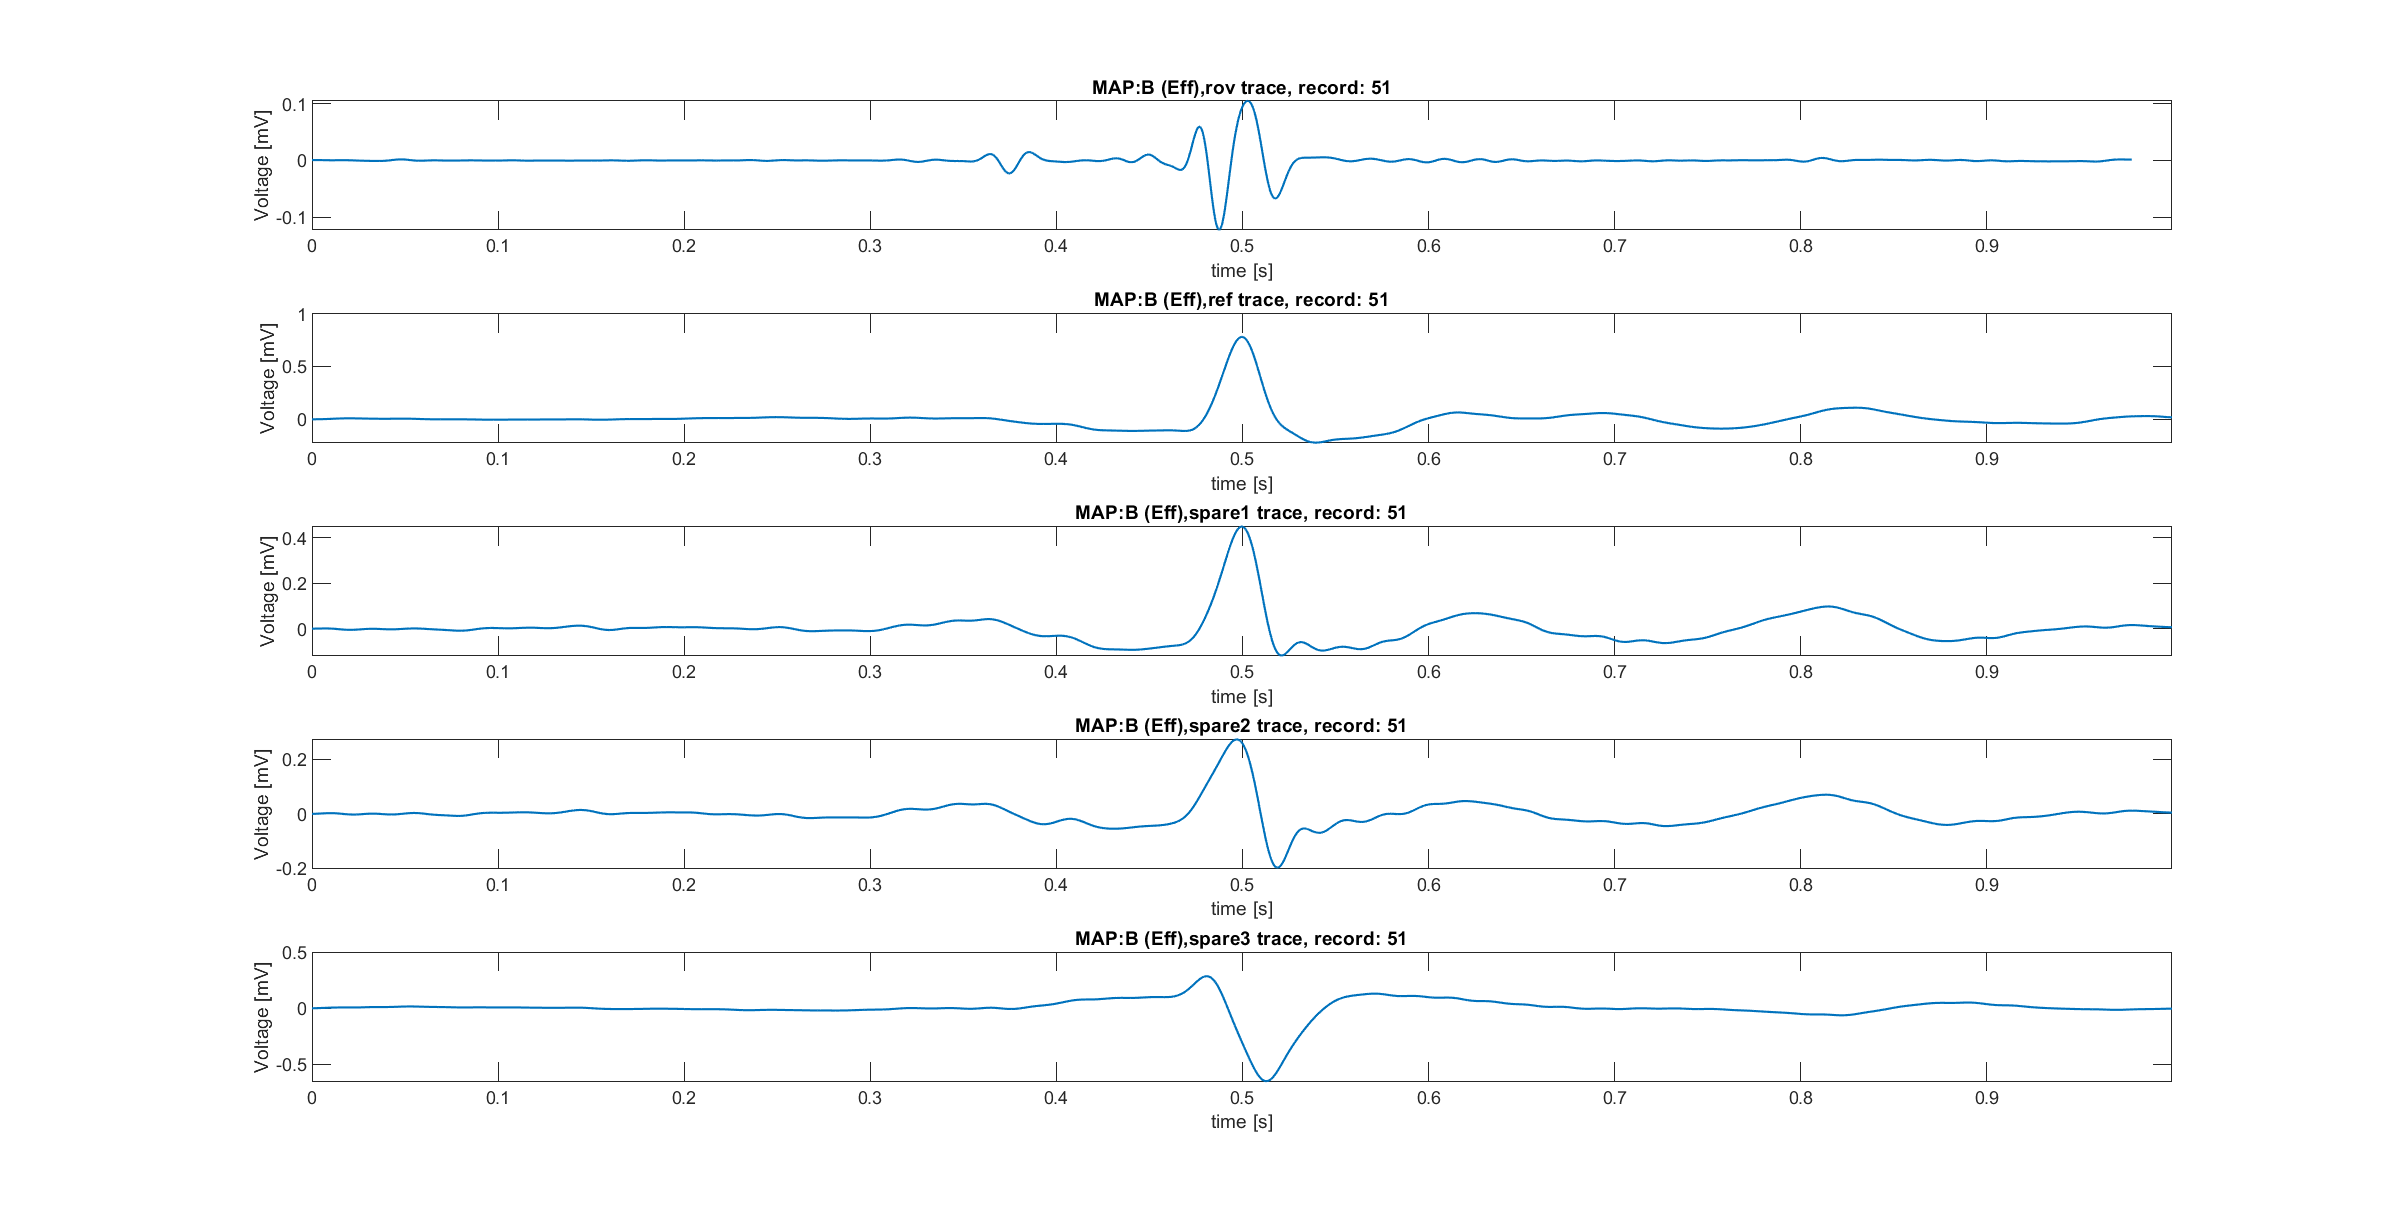 MAP:B (Eff),rov trace, record: 51
Voltage [mV]
0.1
0
-0.1
0 0.1 0.2 0.3 0.4 0.5 0.6 0.7 0.8 0.9
time [s]
MAP:B (Eff),ref trace, record: 51
Voltage [mV]
1
0.5
0
0 0.1 0.2 0.3 0.4 0.5 0.6 0.7 0.8 0.9
time [s]
MAP:B (Eff),spare1 trace, record: 51
Voltage [mV]
0.4
0.2
0
0 0.1 0.2 0.3 0.4 0.5 0.6 0.7 0.8 0.9
time [s]
MAP:B (Eff),spare2 trace, record: 51
Voltage [mV]
0.2
0
-0.2
0 0.1 0.2 0.3 0.4 0.5 0.6 0.7 0.8 0.9
time [s]
MAP:B (Eff),spare3 trace, record: 51
Voltage [mV]
0.5
0
-0.5
0 0.1 0.2 0.3 0.4 0.5 0.6 0.7 0.8 0.9
time [s]